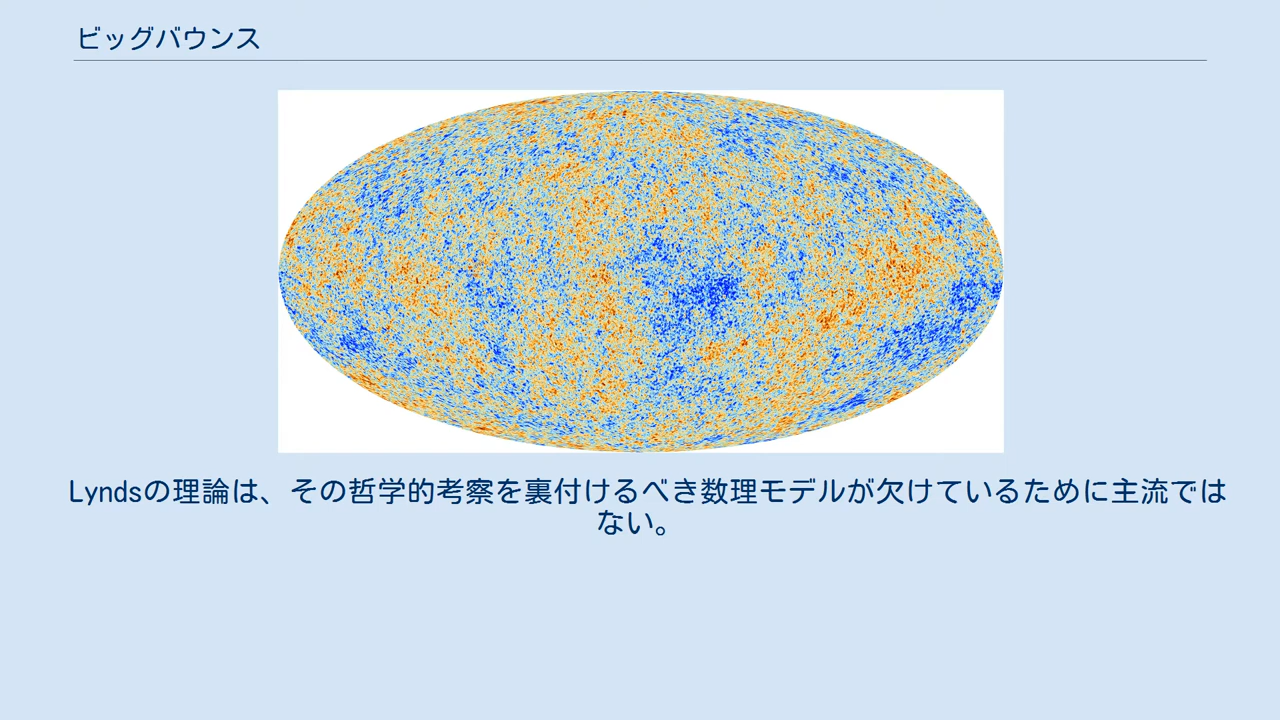 ビッグバウンス
Lyndsの理論は、その哲学的考察を裏付けるべき数理モデルが欠けているために主流では
ない。